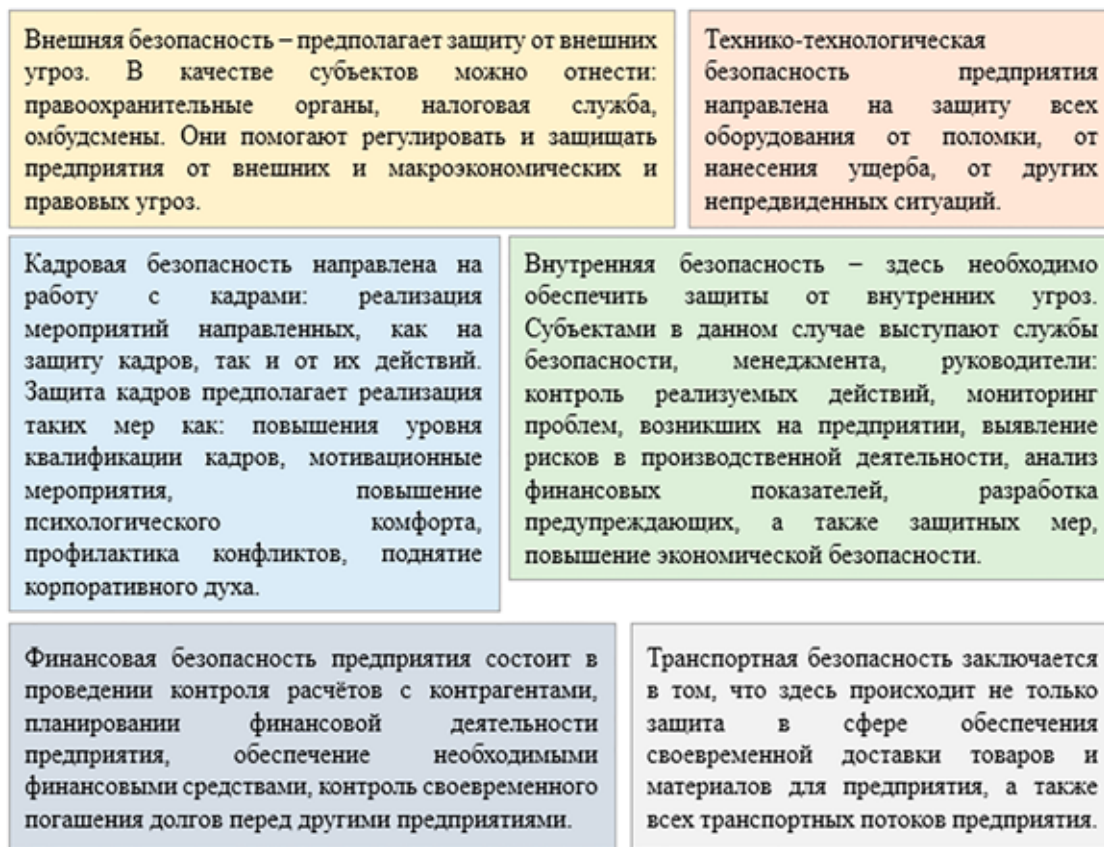 Внешняя безопасность – предполагает защиту от внешних
угроз. В качестве субъектов можно отнести:
правоохранительные органы, налоговая служба,
омбудсмены. Они помогают регулировать и защищать
предприятия от внешних и макроэкономических и
правовых угроз.
Технико-технологическая
безопасность предприятия
направлена на защиту всех
оборудования от поломки, от
нанесения ущерба, от других
непредвиденных ситуаций.
Кадровая безопасность направлена на
работу с кадрами: реализация
мероприятий направленных, как на
защиту кадров, так и от их действий.
Защита кадров предполагает реализация
таких мер как: повышения уровня
квалификации кадров, мотивационные
мероприятия, повышение
психологического комфорта,
профилактика конфликтов, поднятие
корпоративного духа.
Внутренняя безопасность – здесь необходимо
обеспечить защиты от внутренних угроз.
Субъектами в данном случае выступают службы
безопасности, менеджмента, руководители:
контроль реализуемых действий, мониторинг
проблем, возникших на предприятии, выявление
рисков в производственной деятельности, анализ
финансовых показателей, разработка
предупреждающих, а также защитных мер,
повышение экономической безопасности.
Финансовая безопасность предприятия состоит в
проведении контроля расчётов с контрагентами,
планировании финансовой деятельности
предприятия, обеспечение необходимыми
финансовыми средствами, контроль своевременного
погашения долгов перед другими предприятиями.
Транспортная безопасность заключается
в том, что здесь происходит не только
защита в сфере обеспечения
своевременной доставки товаров и
материалов для предприятия, а также
всех транспортных потоков предприятия.